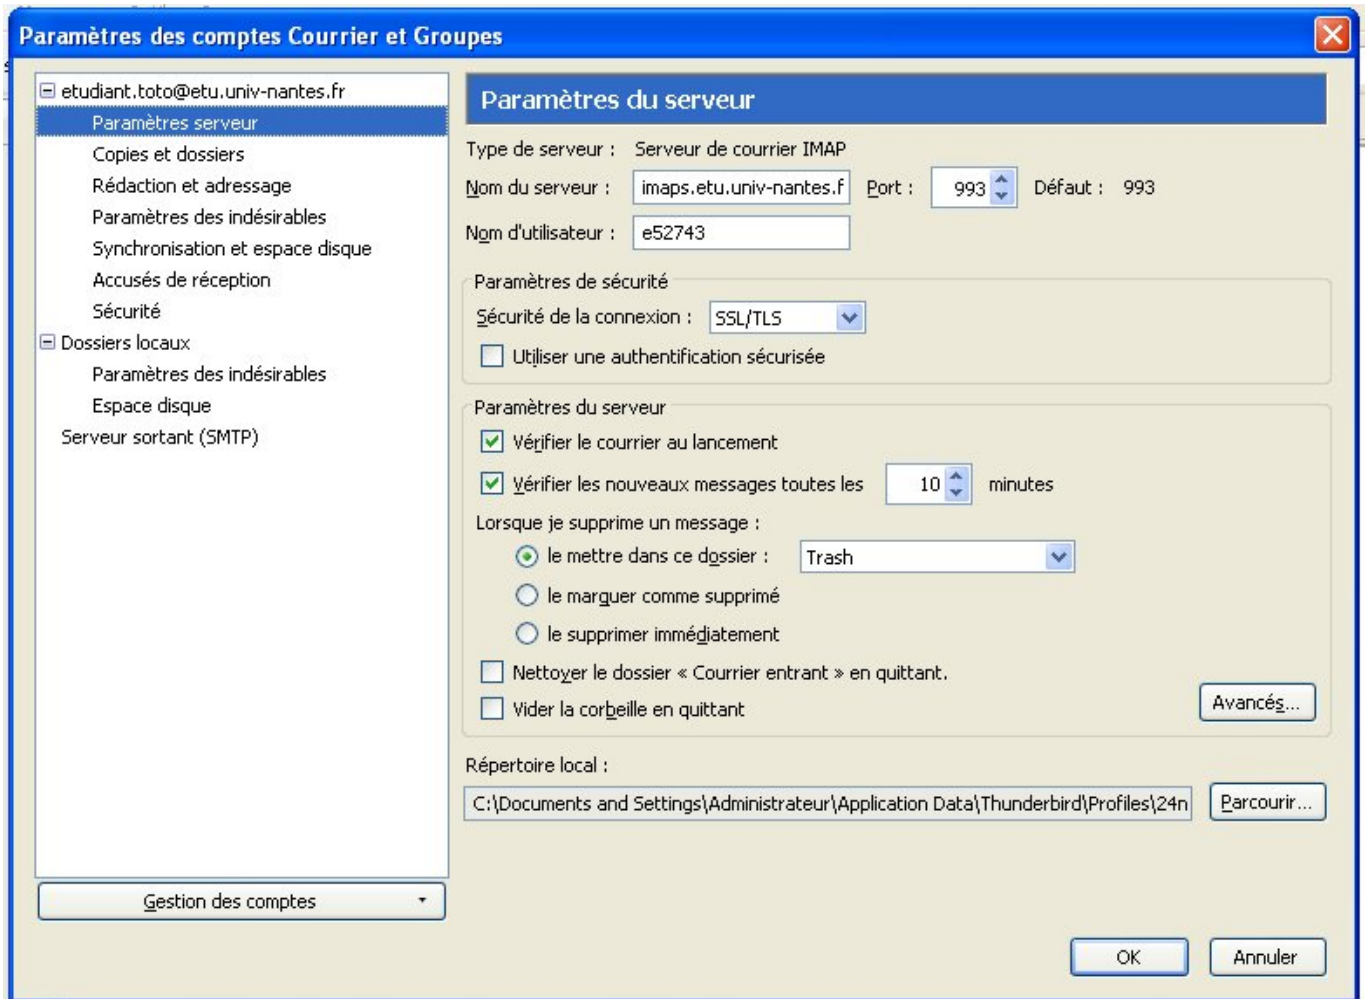 Paramètres des comptes Courrier et Groupes
etudiant.toto@etu.univ-nantes.fr
Paramètres serveur
Copies et dossiers
Rédaction et adressage
Paramètres des indésirables
Synchronisation et espace disque
Accusés de réception
Sécurité
Dossiers locaux
Paramètres des indésirables
Espace disque
Serveur sortant (SMTP)
Gestion des comptes
Paramètres du serveur
Type de serveur : Serveur de courrier IMAP
Nom du serveur : imaps.etu.univ-nantes.f Port : 993 Défaut : 993
Nom d'utilisateur : e52743
Paramètres de sécurité
Sécurité de la connexion : SSL/TLS
Utiliser une authentification sécurisée
Paramètres du serveur
Vérifier le courrier au lancement
Vérifier les nouveaux messages toutes les 10 minutes
Lorsque je supprime un message :
le mettre dans ce dossier : Trash
le marquer comme supprimé
le supprimer immédiatement
Nettoyer le dossier « Courrier entrant » en quittant.
Vider la corbeille en quittant
Avancés...
Répertoire local :
C:\Documents and Settings\Administrateur\Application Data\Thunderbird\Profiles\24n Parcourir...
OK Annuler